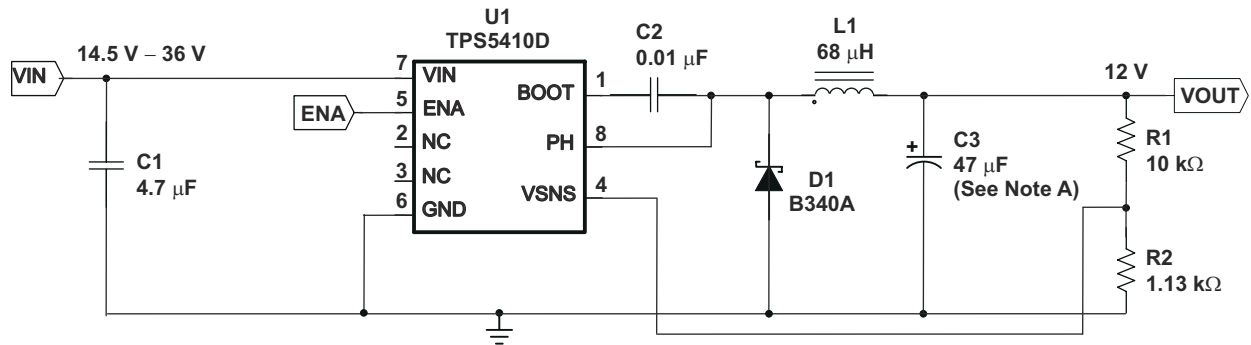 U1
TPS5410D
C2
0.01 μF
L1
68 μH
14.5 V – 36 V
12 V
VIN
VOUT
ENA
7
5
2
3
6
VIN
ENA
NC
NC
GND
BOOT
PH
VSNS
1
8
4
C1
4.7 μF
D1
B340A
C3
47 μF
(See Note A)
+
R1
10 kΩ
R2
1.13 kΩ